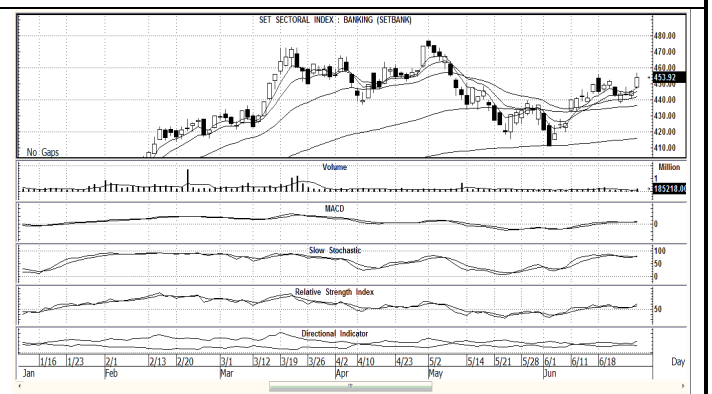 SET SECTORAL INDEX : BANKING (SETBANK)
480.00
470.00
460.00
453.92
440.00
430.00
420.00
410.00
No Gaps
Volume
Million
1
185218.00
MACD
0
Slow Stochastic
100
50
0
Relative Strength Index
50
Directional Indicator
1/16 1/23 2/1 2/13 2/20 3/1 3/12 3/19 3/26 4/2 4/10 4/23 5/2 5/14 5/21 5/28 6/1 6/11 6/18 Day
Jan Feb Mar Apr May Jun